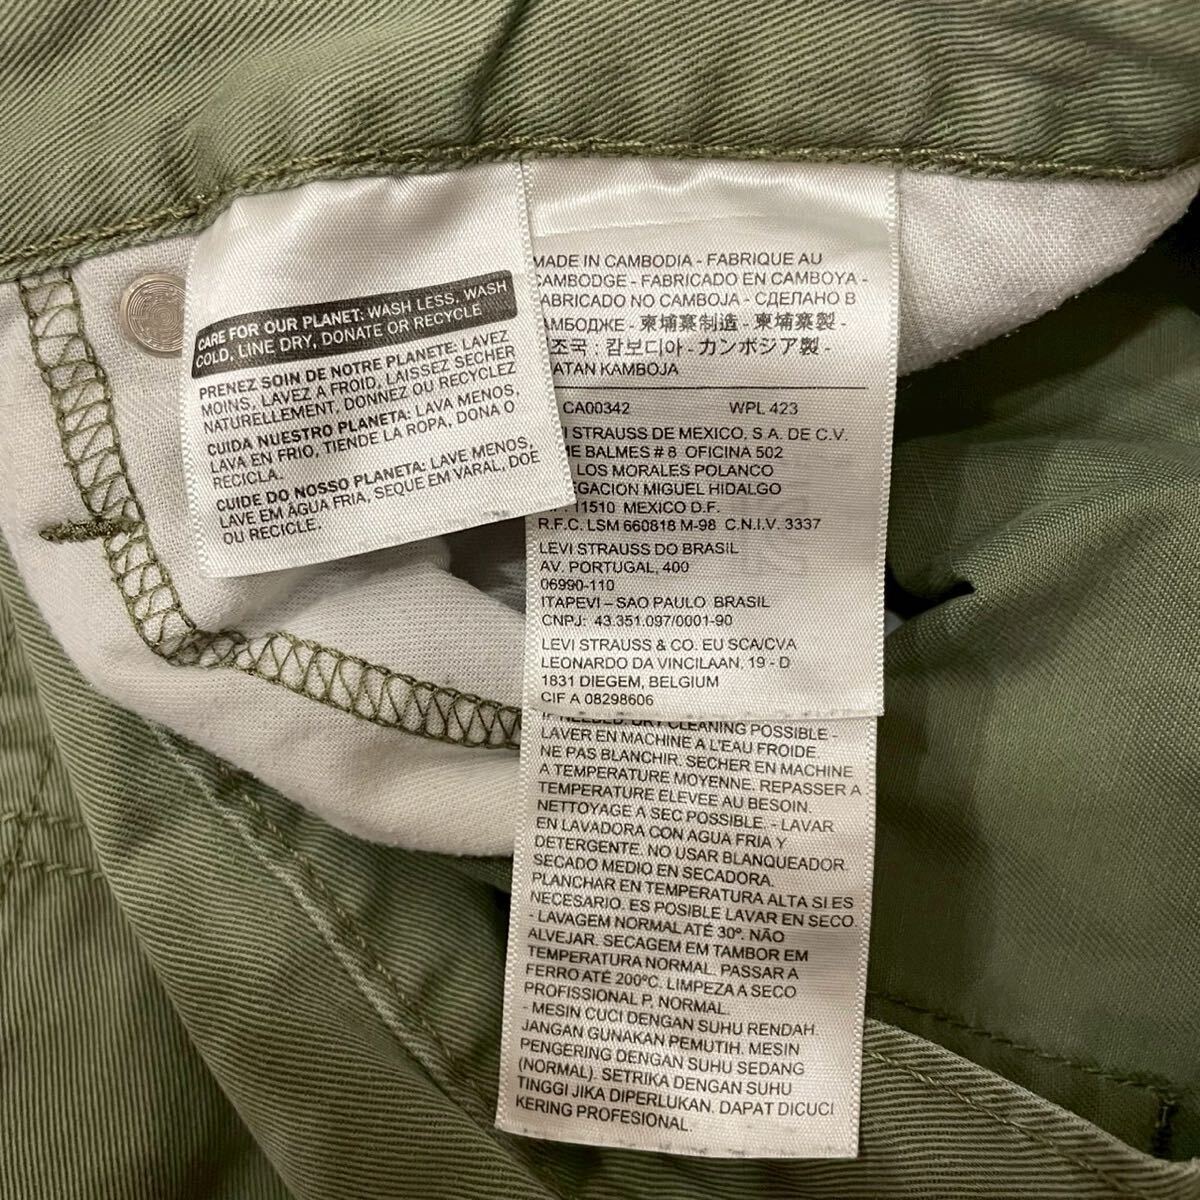 CARE FOR OUR PLANET: WASH LESS, WASH
COLD, LINE DRY, DONATE OR RECYCLE
PRENEZ SOIN DE NOTRE PLANETE: LAVEZ
MOINS, LAVEZ A FROID, LAISSEZ SECHER
NATURELLEMENT, DONNEZ OU RECYCLEZ
CUIDA NUESTRO PLANETA: LAVA MENOS,
LAVA EN FRIO, TIENDE LA ROPA, DONA O
RECICLA.
CUIDE DO NOSSO PLANETA: LAVE MENOS,
LAVE EM ÁGUA FRIA, SEQUE EM VARAL, DOE
OU RECICLE.
MADE IN CAMBODIA - FABRIQUE AU
CAMBODGE - FABRICADO EN CAMBOYA -
FABRICADO NO CAMBOJA - СДЕЛАНО В
КАМБОДЖЕ - 柬埔寨制造 - 柬埔寨製 -
조국 : 캄보디아 - カンボジア製 -
ATAN KAMBOJA
CA00342 WPL 423
STRAUSS DE MEXICO, S A. DE C.V.
ME BALMES # 8 OFICINA 502
LOS MORALES POLANCO
EGACION MIGUEL HIDALGO
11510 MEXICO D.F.
R.F.C. LSM 660818 M-98 C.N.I.V. 3337
LEVI STRAUSS DO BRASIL
AV. PORTUGAL, 400
06990-110
ITAPEVI – SAO PAULO BRASIL
CNPJ: 43.351.097/0001-90
LEVI STRAUSS & CO. EU SCA/CVA
LEONARDO DA VINCILAAN, 19 - D
1831 DIEGEM, BELGIUM
CIF A 08298606
IF NEEDED. DRY CLEANING POSSIBLE -
LAVER EN MACHINE A L'EAU FROIDE
NE PAS BLANCHIR. SECHER EN MACHINE
A TEMPERATURE MOYENNE. REPASSER A
TEMPERATURE ELEVEE AU BESOIN.
NETTOYAGE A SEC POSSIBLE. - LAVAR
EN LAVADORA CON AGUA FRIA Y
DETERGENTE. NO USAR BLANQUEADOR.
SECADO MEDIO EN SECADORA.
PLANCHAR EN TEMPERATURA ALTA SI ES
NECESARIO. ES POSIBLE LAVAR EN SECO.
- LAVAGEM NORMAL ATÉ 30º. NÃO
ALVEJAR. SECAGEM EM TAMBOR EM
TEMPERATURA NORMAL. PASSAR A
FERRO ATÉ 200ºC. LIMPEZA A SECO
PROFISSIONAL P. NORMAL.
- MESIN CUCI DENGAN SUHU RENDAH.
JANGAN GUNAKAN PEMUTIH. MESIN
PENGERING DENGAN SUHU SEDANG
(NORMAL). SETRIKA DENGAN SUHU
TINGGI JIKA DIPERLUKAN. DAPAT DICUCI
KERING PROFESIONAL.